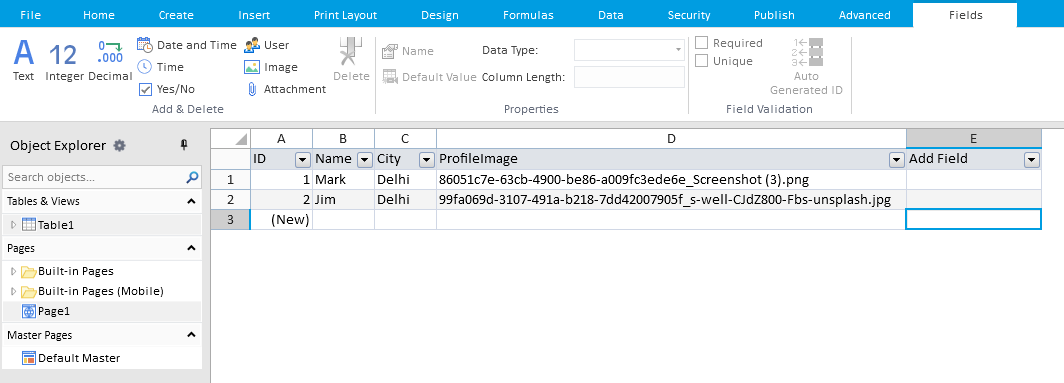 File Home Create Insert Print Layout Design Formulas Data Security Publish Advanced Fields
A 12 0 .000 Date and Time User Name Data Type: Required 1
Time Image Unique 2
Text Integer Decimal Yes/No Attachment Delete Default Value Column Length: 3 Auto Generated ID
Add & Delete Properties Field Validation
Object Explorer
Search objects...
Tables & Views
Table1
Pages
Built-in Pages
Built-in Pages (Mobile)
Page1
Master Pages
Default Master
A B C D E
ID Name City ProfileImage Add Field
1 1 Mark Delhi 86051c7e-63cb-4900-be86-a009fc3ede6e_Screenshot (3).png
2 2 Jim Delhi 99fa069d-3107-491a-b218-7dd42007905f_s-well-CJdZ800-Fbs-unsplash.jpg
3 (New)